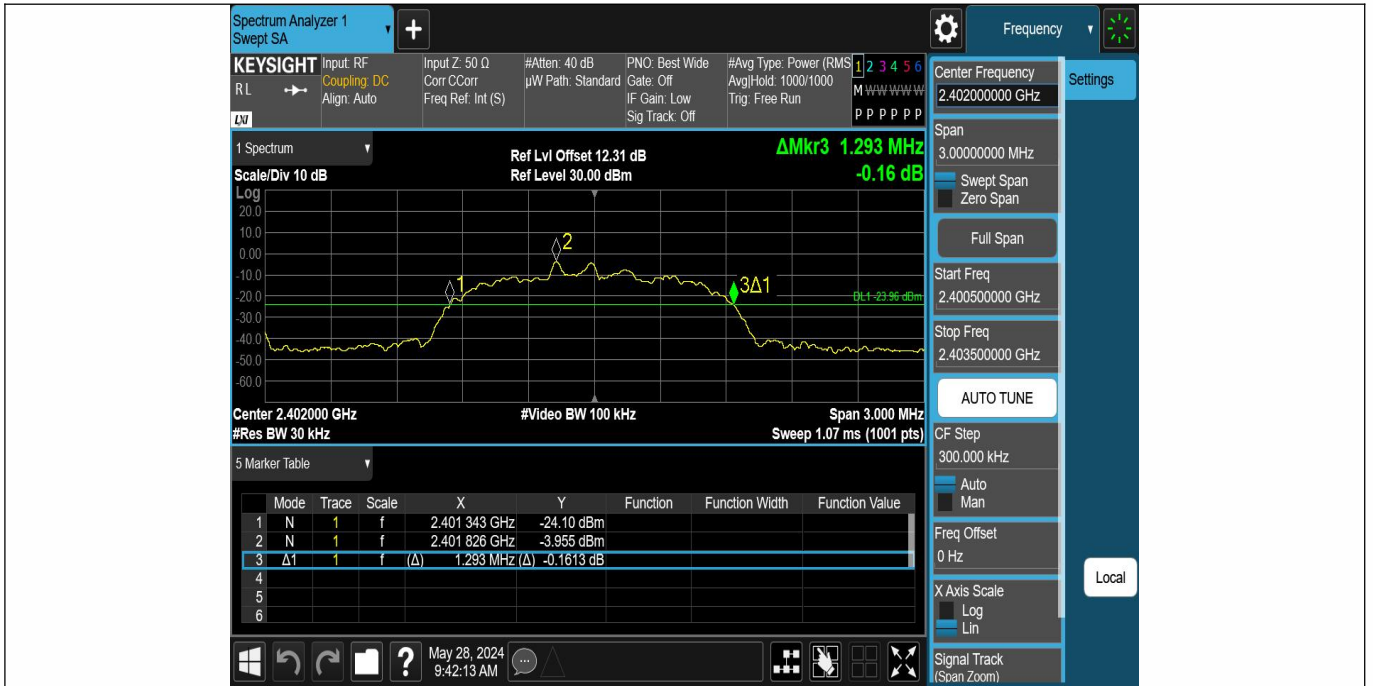 Spectrum Analyzer 1
Swept SA
+
Frequency
KEYSIGHT
RL
LXI
Input: RF
Coupling: DC
Align: Auto
Input Z: 50 Ω
Corr CCorr
Freq Ref: Int (S)
#Atten: 40 dB
µW Path: Standard
PNO: Best Wide
Gate: Off
IF Gain: Low
Sig Track: Off
#Avg Type: Power (RMS
Avg|Hold: 1000/1000
Trig: Free Run
1 2 3 4 5 6
M W W W W W
P P P P P P
1 Spectrum
Scale/Div 10 dB
Ref Lvl Offset 12.31 dB
Ref Level 30.00 dBm
ΔMkr3 1.293 MHz
-0.16 dB
Log
20.0
10.0
0.00
-10.0
-20.0
-30.0
-40.0
-50.0
-60.0
1
2
3Δ1
DL1 -23.96 dBm
Center 2.402000 GHz
#Video BW 100 kHz
Span 3.000 MHz
#Res BW 30 kHz
Sweep 1.07 ms (1001 pts)
5 Marker Table
Mode Trace Scale X Y Function Function Width Function Value
1 N 1 f 2.401 343 GHz -24.10 dBm
2 N 1 f 2.401 826 GHz -3.955 dBm
3 Δ1 1 f (Δ) 1.293 MHz (Δ) -0.1613 dB
4
5
6
?
May 28, 2024
9:42:13 AM
Center Frequency
2.402000000 GHz
Settings
Span
3.00000000 MHz
Swept Span
Zero Span
Full Span
Start Freq
2.400500000 GHz
Stop Freq
2.403500000 GHz
AUTO TUNE
CF Step
300.000 kHz
Auto
Man
Freq Offset
0 Hz
X Axis Scale
Log
Lin
Signal Track
(Span Zoom)
Local